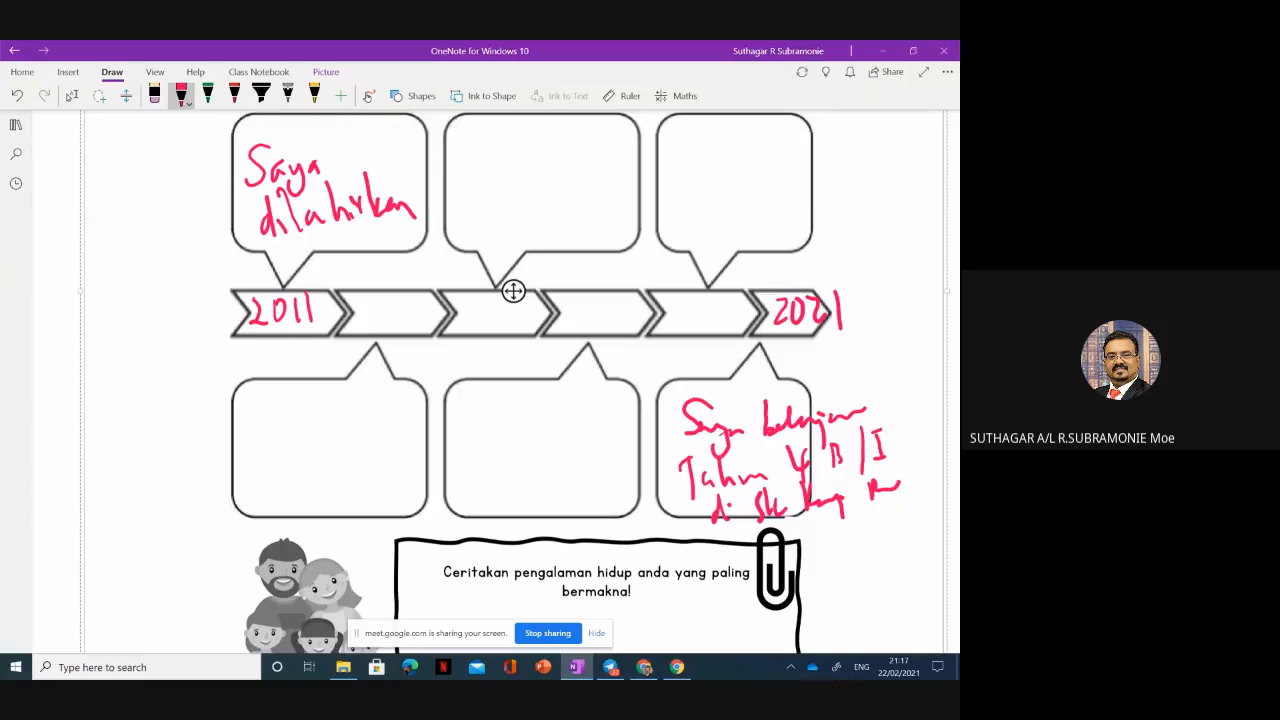 OneNote for Windows 10
Suthagar R Subramonie
Home Insert Draw View Help Class Notebook Picture
Share
Shapes Ink to Shape Ink to Text Ruler Maths
Saya
dilahirkan
2011
2021
Saya belajar
Tahun 4 B/I
di SK
Ceritakan pengalaman hidup anda yang paling
bermakna!
meet.google.com is sharing your screen. Stop sharing Hide
Type here to search
ENG
21:17
22/02/2021
SUTHAGAR A/L R.SUBRAMONIE Moe